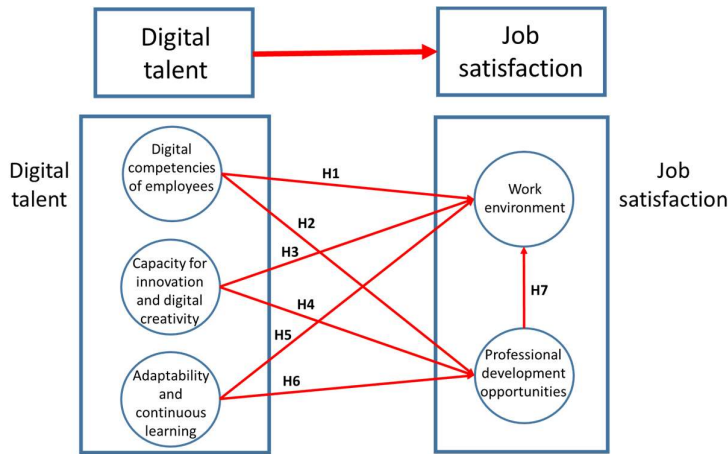 Digital
talent
Job
satisfaction
Digital
talent
Digital
competencies
of employees
Capacity for
innovation
and digital
creativity
Adaptability
and
continuous
learning
H1
H2
H3
H4
H5
H6
Work
environment
H7
Professional
development
opportunities
Job
satisfaction